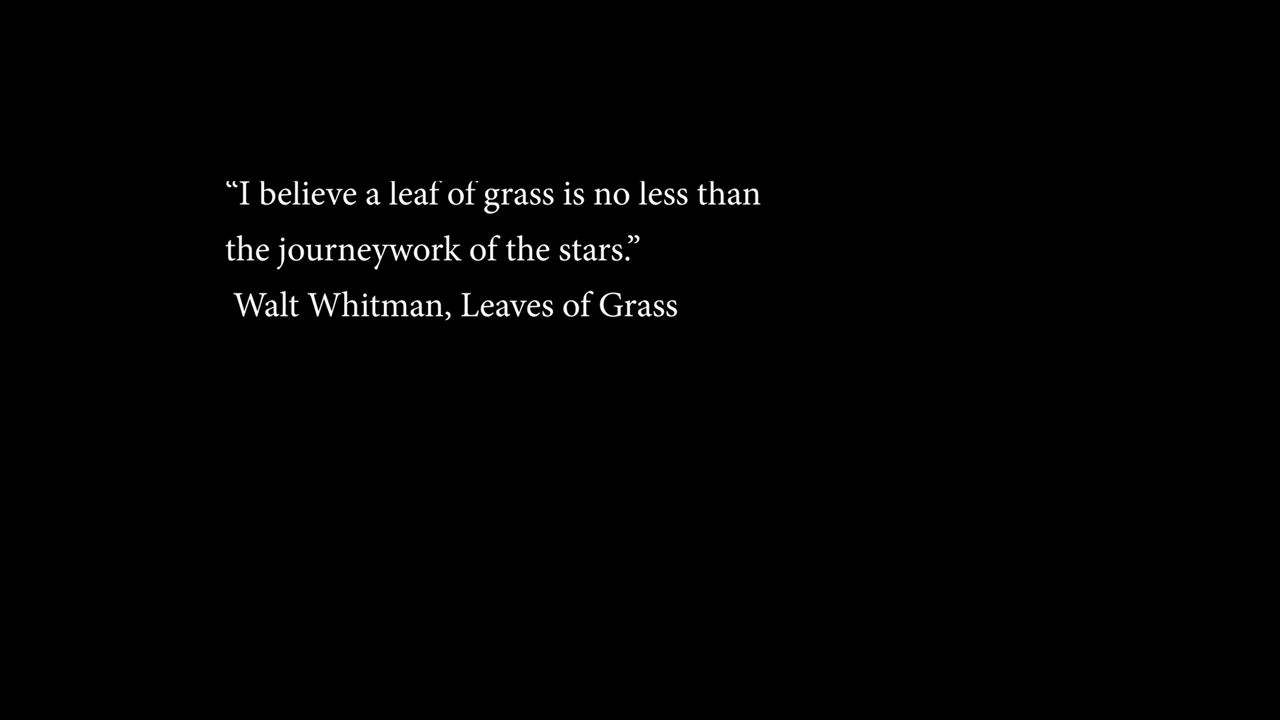 “I believe a leaf of grass is no less than
the journeywork of the stars.”
Walt Whitman, Leaves of Grass